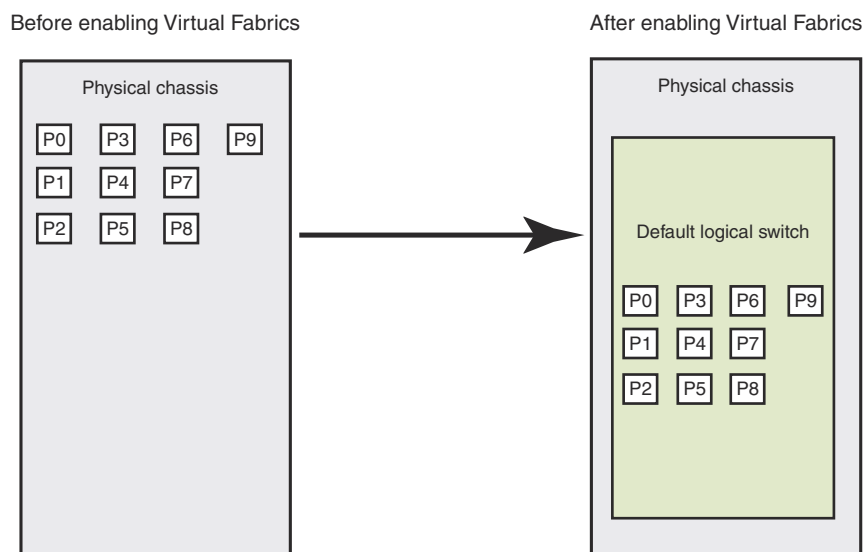 Before enabling Virtual Fabrics
After enabling Virtual Fabrics
Physical chassis
P0 P3 P6 P9
P1 P4 P7
P2 P5 P8
Physical chassis
Default logical switch
P0 P3 P6 P9
P1 P4 P7
P2 P5 P8